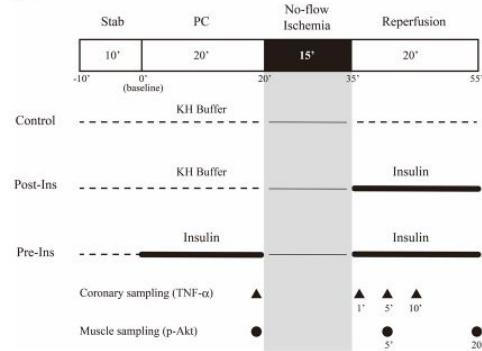 Stab PC No-flow Ischemia Reperfusion
10' 20' 15' 20'
-10' 0' 20' 35' 55'
(baseline)
KH Buffer
Control
KH Buffer Insulin
Post-Ins
Insulin Insulin
Pre-Ins
Coronary sampling (TNF-α)
1' 5' 10'
Muscle sampling (p-Akt)
5' 20